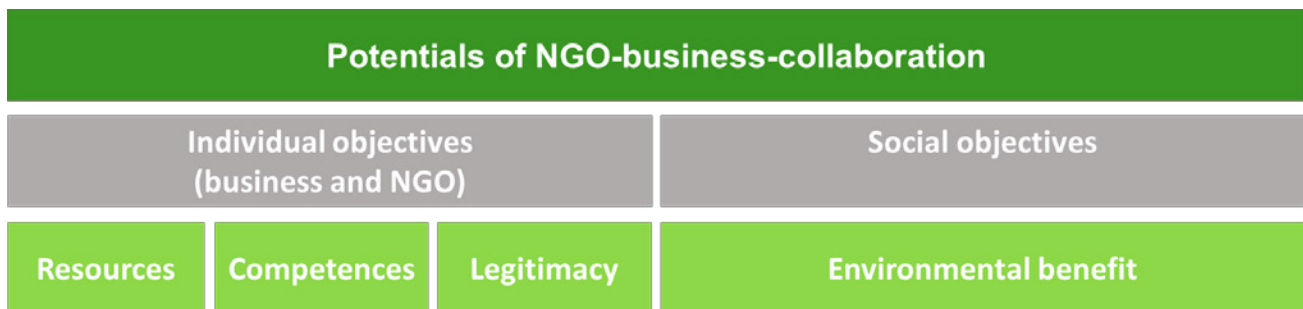 Potentials of NGO-business-collaboration
Individual objectives
(business and NGO)
Social objectives
Resources
Competences
Legitimacy
Environmental benefit